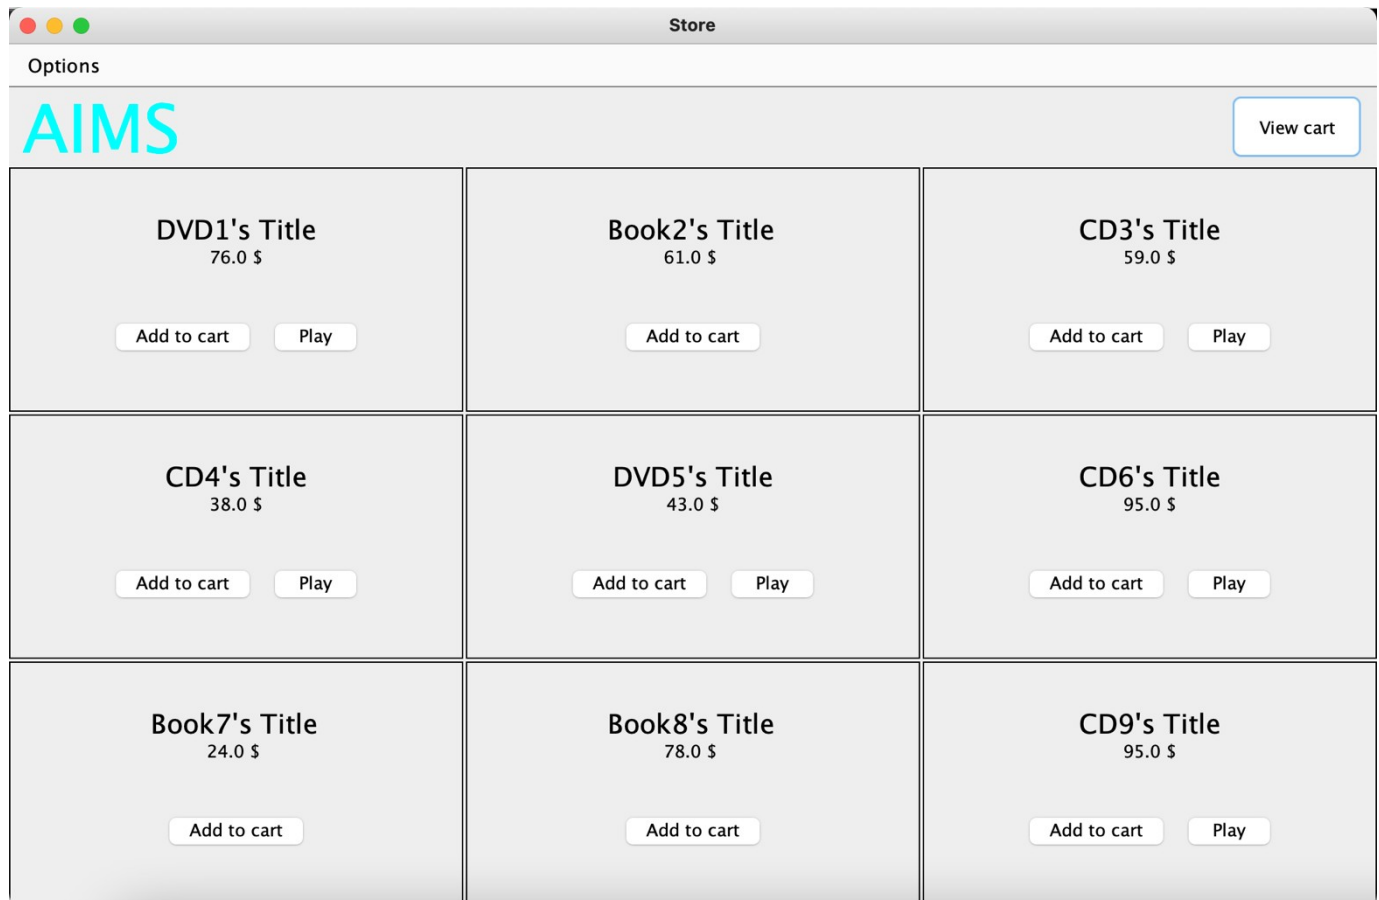 Store
Options
AIMS
View cart
DVD1's Title
76.0 $
Add to cart Play
Book2's Title
61.0 $
Add to cart
CD3's Title
59.0 $
Add to cart Play
CD4's Title
38.0 $
Add to cart Play
DVD5's Title
43.0 $
Add to cart Play
CD6's Title
95.0 $
Add to cart Play
Book7's Title
24.0 $
Add to cart
Book8's Title
78.0 $
Add to cart
CD9's Title
95.0 $
Add to cart Play